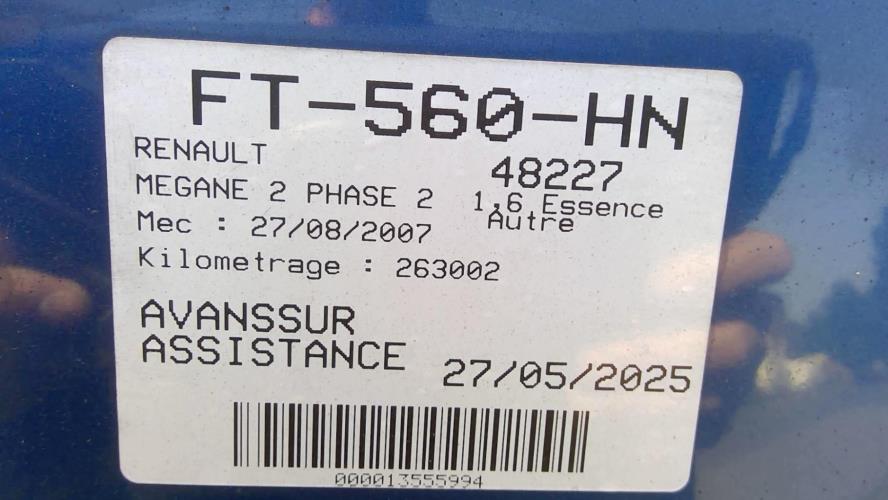 FT-560-HN
RENAULT 48227
MEGANE 2 PHASE 2 1,6 Essence
Autre
Mec : 27/08/2007
Kilometrage : 263002
AVANSSUR
ASSISTANCE 27/05/2025
000013555994